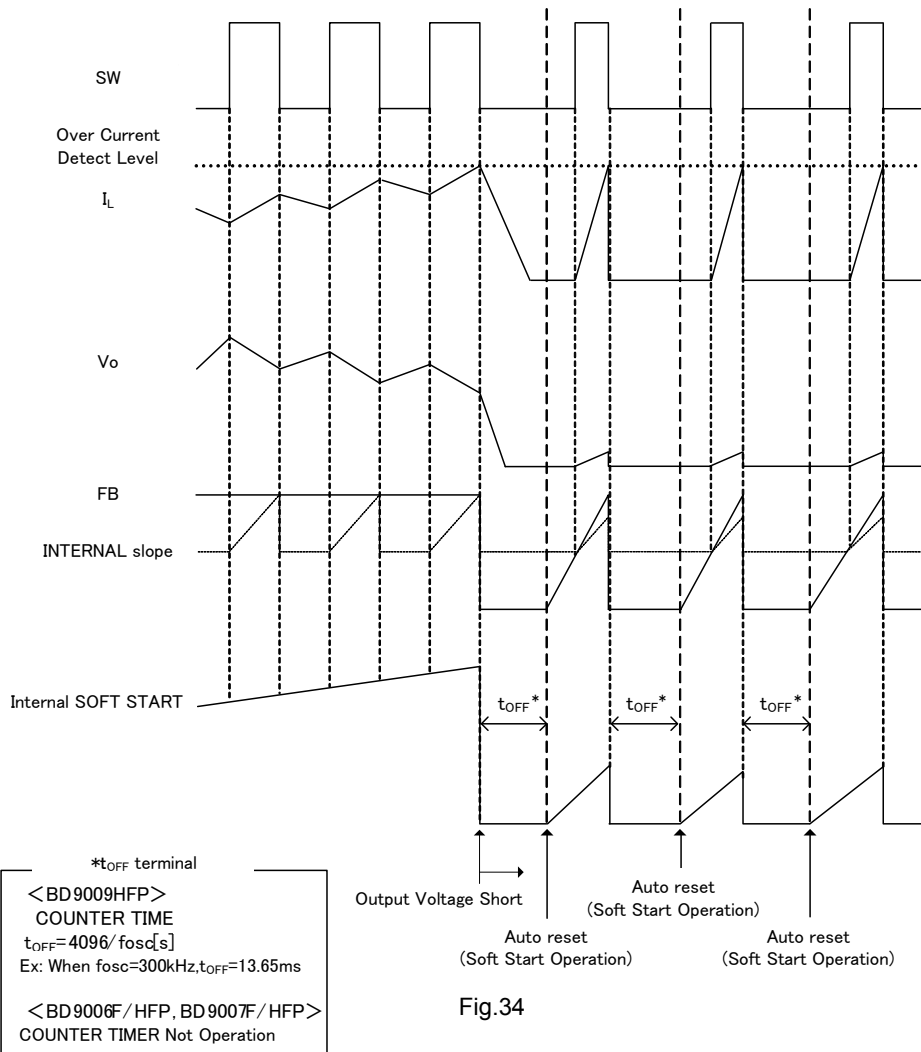 SW
Over Current
Detect Level
IL
Vo
FB
INTERNAL slope
Internal SOFT START
tOFF*
tOFF*
tOFF*
*tOFF terminal
<BD9009HFP>
COUNTER TIME
tOFF=4096/fosc[s]
Ex: When fosc=300kHz,tOFF=13.65ms
<BD9006F/HFP, BD9007F/HFP>
COUNTER TIMER Not Operation
Output Voltage Short
Auto reset
(Soft Start Operation)
Auto reset
(Soft Start Operation)
Auto reset
(Soft Start Operation)
Fig.34